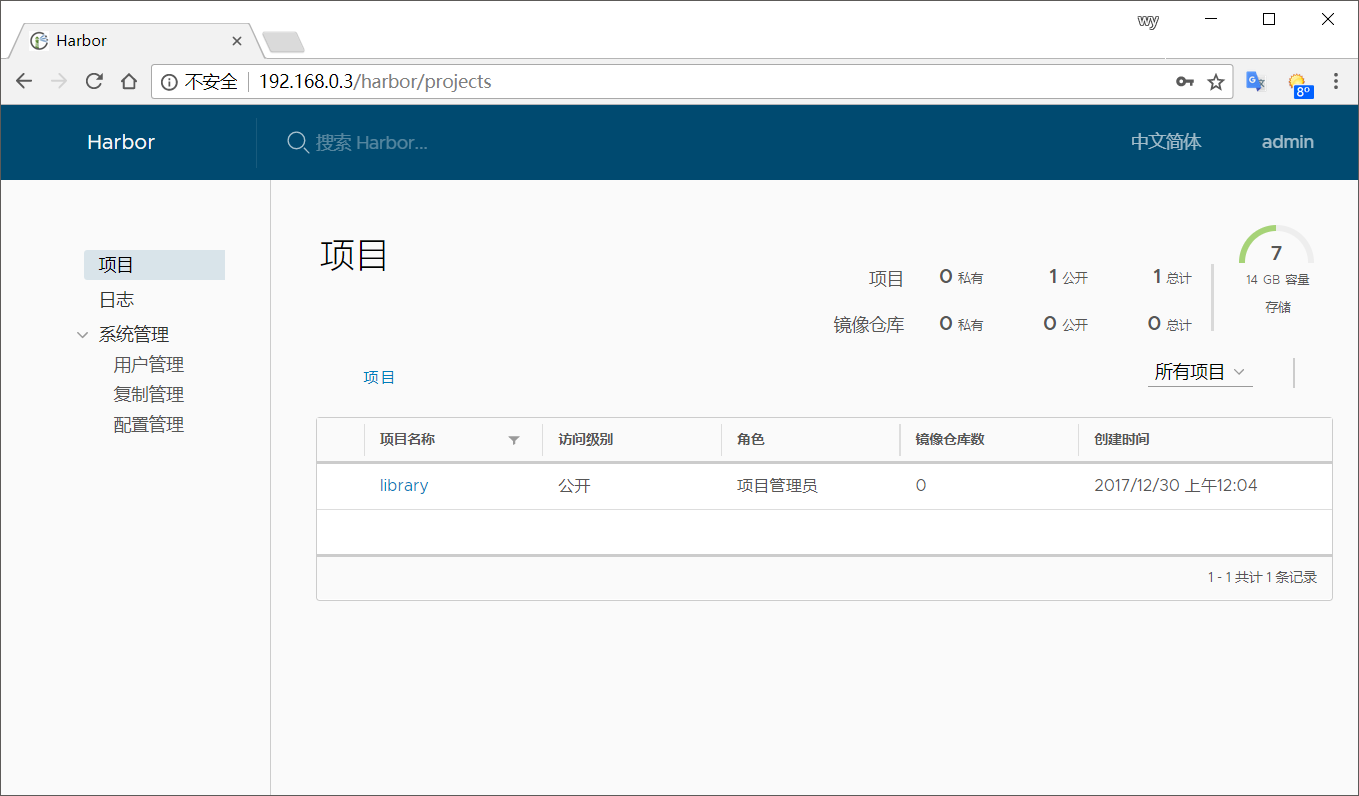 wy
Harbor
不安全 192.168.0.3/harbor/projects
8°
Harbor 搜索 Harbor... 中文简体 admin
项目
日志
系统管理
用户管理
复制管理
配置管理
项目
项目 0 私有 1 公开 1 总计
镜像仓库 0 私有 0 公开 0 总计
7
14 GB 容量
存储
项目 所有项目
项目名称 访问级别 角色 镜像仓库数 创建时间
library 公开 项目管理员 0 2017/12/30 上午12:04
1 - 1 共计 1 条记录